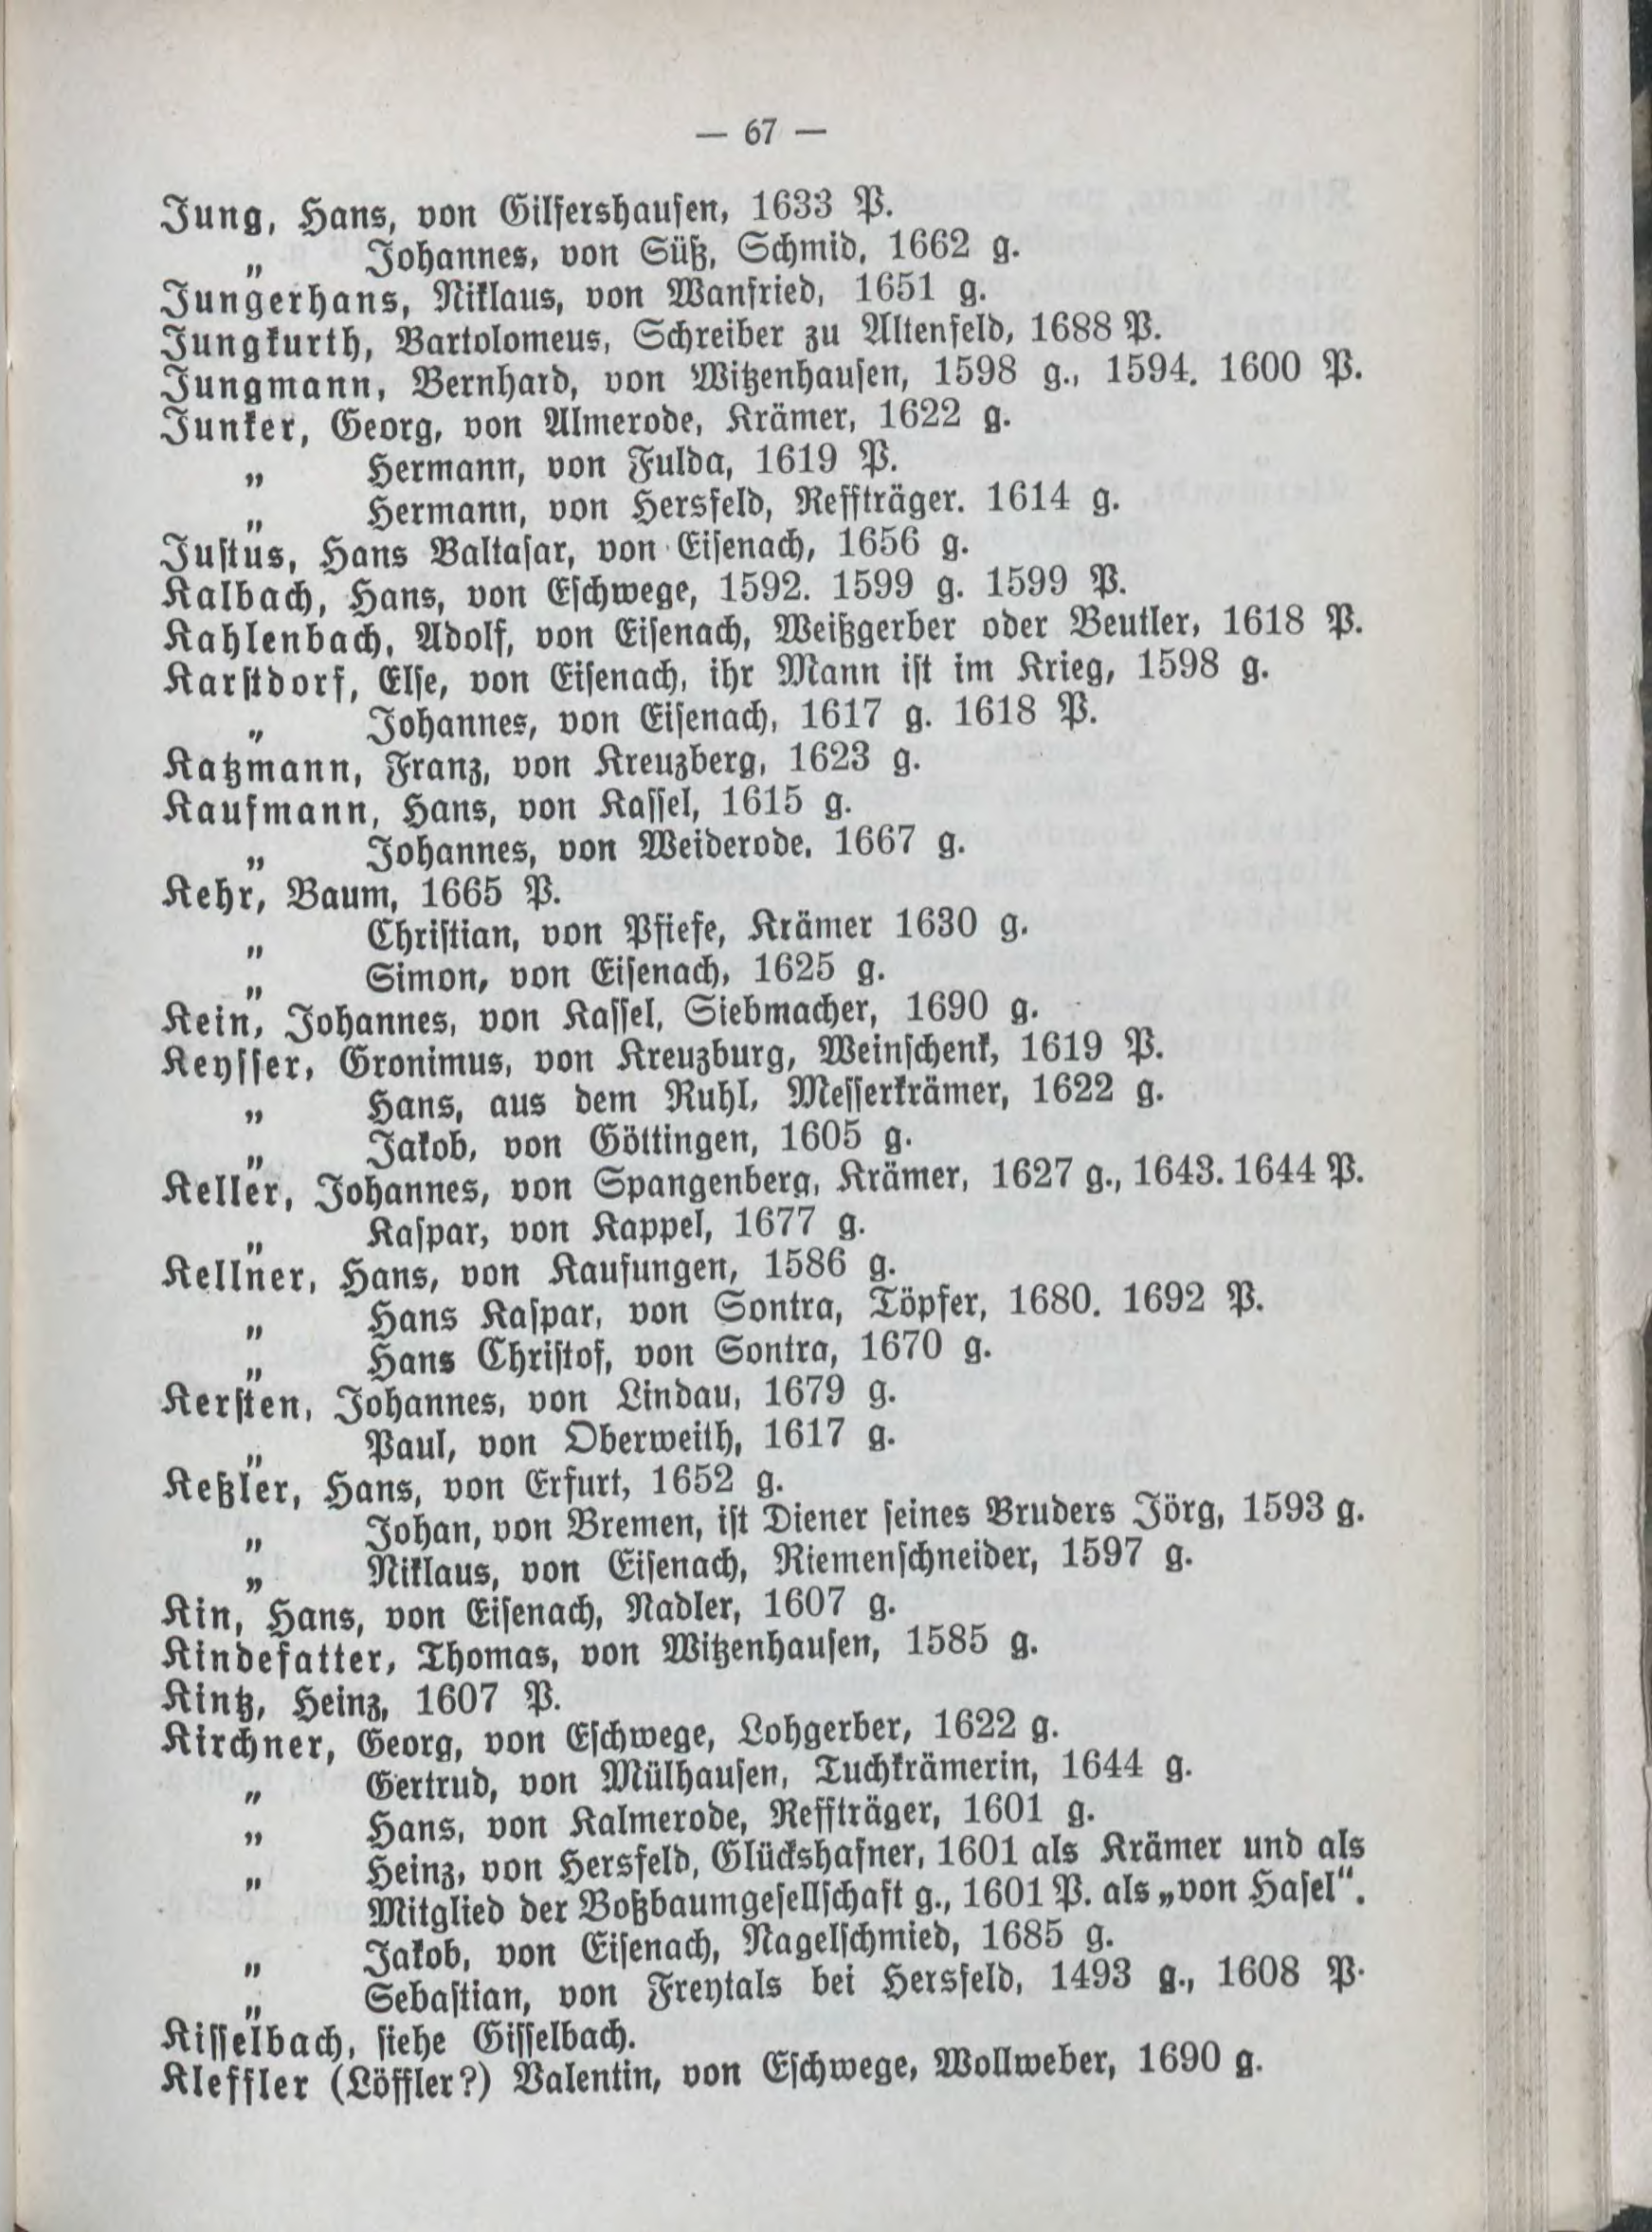 — 67 —
Jung, Hans, von Gilfershausen, 1633 P.
„ Johannes, von Süß, Schmid, 1662 g.
Jungerhans, Niklaus, von Wanfried, 1651 g.
Jungkurth, Bartolomeus, Schreiber zu Altenfeld, 1688 P.
Jungmann, Bernhard, von Witzenhausen, 1598 g., 1594. 1600 P.
Junker, Georg, von Almerode, Krämer, 1622 g.
„ Hermann, von Fulda, 1619 P.
„ Hermann, von Hersfeld, Reffträger. 1614 g.
Justus, Hans Baltasar, von Eisenach, 1656 g.
Kalbach, Hans, von Eschwege, 1592. 1599 g. 1599 P.
Kahlenbach, Adolf, von Eisenach, Weißgerber oder Beutler, 1618 P.
Karstdorf, Else, von Eisenach, ihr Mann ist im Krieg, 1598 g.
„ Johannes, von Eisenach, 1617 g. 1618 P.
Katzmann, Franz, von Kreuzberg, 1623 g.
Kaufmann, Hans, von Kassel, 1615 g.
„ Johannes, von Weiderode, 1667 g.
Kehr, Baum, 1665 P.
„ Christian, von Pfiefe, Krämer 1630 g.
„ Simon, von Eisenach, 1625 g.
Kein, Johannes, von Kassel, Siebmacher, 1690 g.
Keysser, Gronimus, von Kreuzburg, Weinschenk, 1619 P.
„ Hans, aus dem Ruhl, Messerkrämer, 1622 g.
„ Jakob, von Göttingen, 1605 g.
Keller, Johannes, von Spangenberg, Krämer, 1627 g., 1643. 1644 P.
„ Kaspar, von Kappel, 1677 g.
Kellner, Hans, von Kaufungen, 1586 g.
„ Hans Kaspar, von Sontra, Töpfer, 1680. 1692 P.
„ Hans Christof, von Sontra, 1670 g.
Kersten, Johannes, von Lindau, 1679 g.
„ Paul, von Oberweith, 1617 g.
Keßler, Hans, von Erfurt, 1652 g.
„ Johan, von Bremen, ist Diener seines Bruders Jörg, 1593 g.
„ Niklaus, von Eisenach, Riemenschneider, 1597 g.
Kin, Hans, von Eisenach, Nadler, 1607 g.
Kindefatter, Thomas, von Witzenhausen, 1585 g.
Kintz, Heinz, 1607 P.
Kirchner, Georg, von Eschwege, Lohgerber, 1622 g.
„ Gertrud, von Mülhausen, Tuchkrämerin, 1644 g.
„ Hans, von Kalmerode, Reffträger, 1601 g.
„ Heinz, von Hersfeld, Glückshafner, 1601 als Krämer und als
Mitglied der Boßbaumgesellschaft g., 1601 P. als „von Hasel“.
„ Jakob, von Eisenach, Nagelschmied, 1685 g.
„ Sebastian, von Freytals bei Hersfeld, 1493 g., 1608 P.
Kisselbach, siehe Gisselbach.
Kleffler (Löffler?) Valentin, von Eschwege, Wollweber, 1690 g.